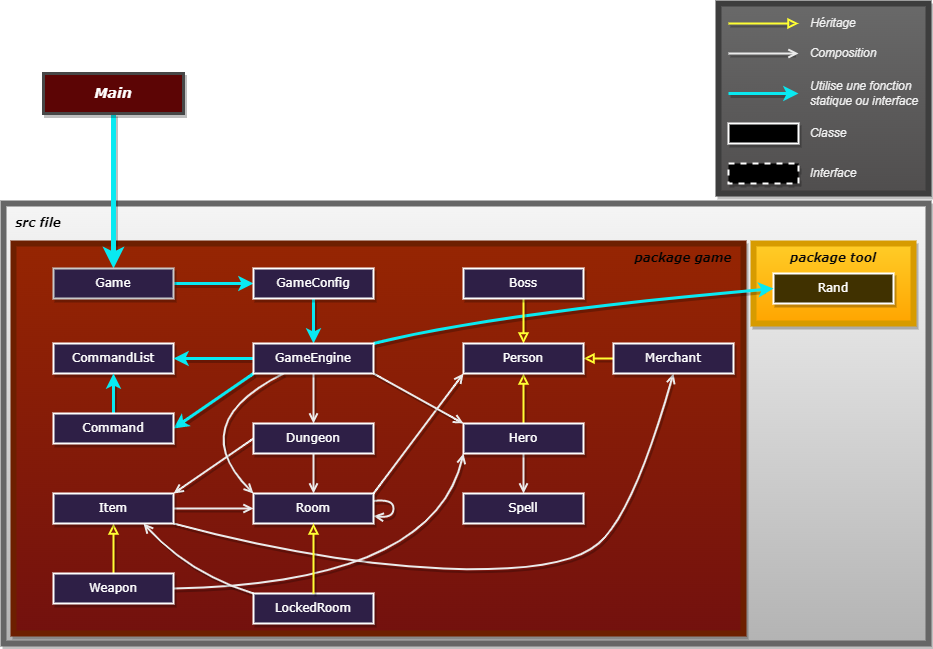 Héritage
Composition
Utilise une fonction
statique ou interface
Classe
Interface
Main
src file
package game
package tool
Game
GameConfig
Boss
Rand
CommandList
GameEngine
Person
Merchant
Command
Dungeon
Hero
Item
Room
Spell
Weapon
LockedRoom